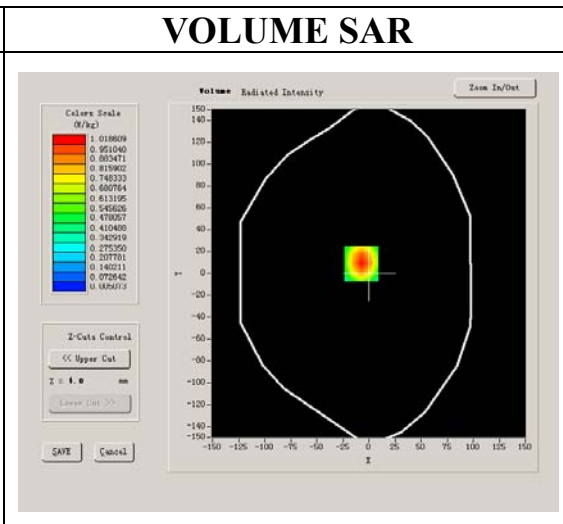 VOLUME SAR
Volume Radiated Intensity
Zoom In/Out
Colors Scale
(W/kg)
1.018609
0.951040
0.883471
0.815902
0.748333
0.680764
0.613195
0.545626
0.478057
0.410488
0.342919
0.275350
0.207781
0.140211
0.072642
0.005073
Z-Cuts Control
<< Upper Cut
Z = 4.0 mm
Lower Cut >>
SAVE
Cancel
150
140
120
100
80
60
40
20
0
-20
-40
-60
-80
-100
-120
-140
-150
Y
-150 -125 -100 -75 -50 -25 0 25 50 75 100 125 150
X